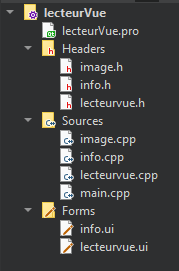 lecteurVue
lecteurVue.pro
Headers
image.h
info.h
lecteurvue.h
Sources
image.cpp
info.cpp
lecteurvue.cpp
main.cpp
Forms
info.ui
lecteurvue.ui